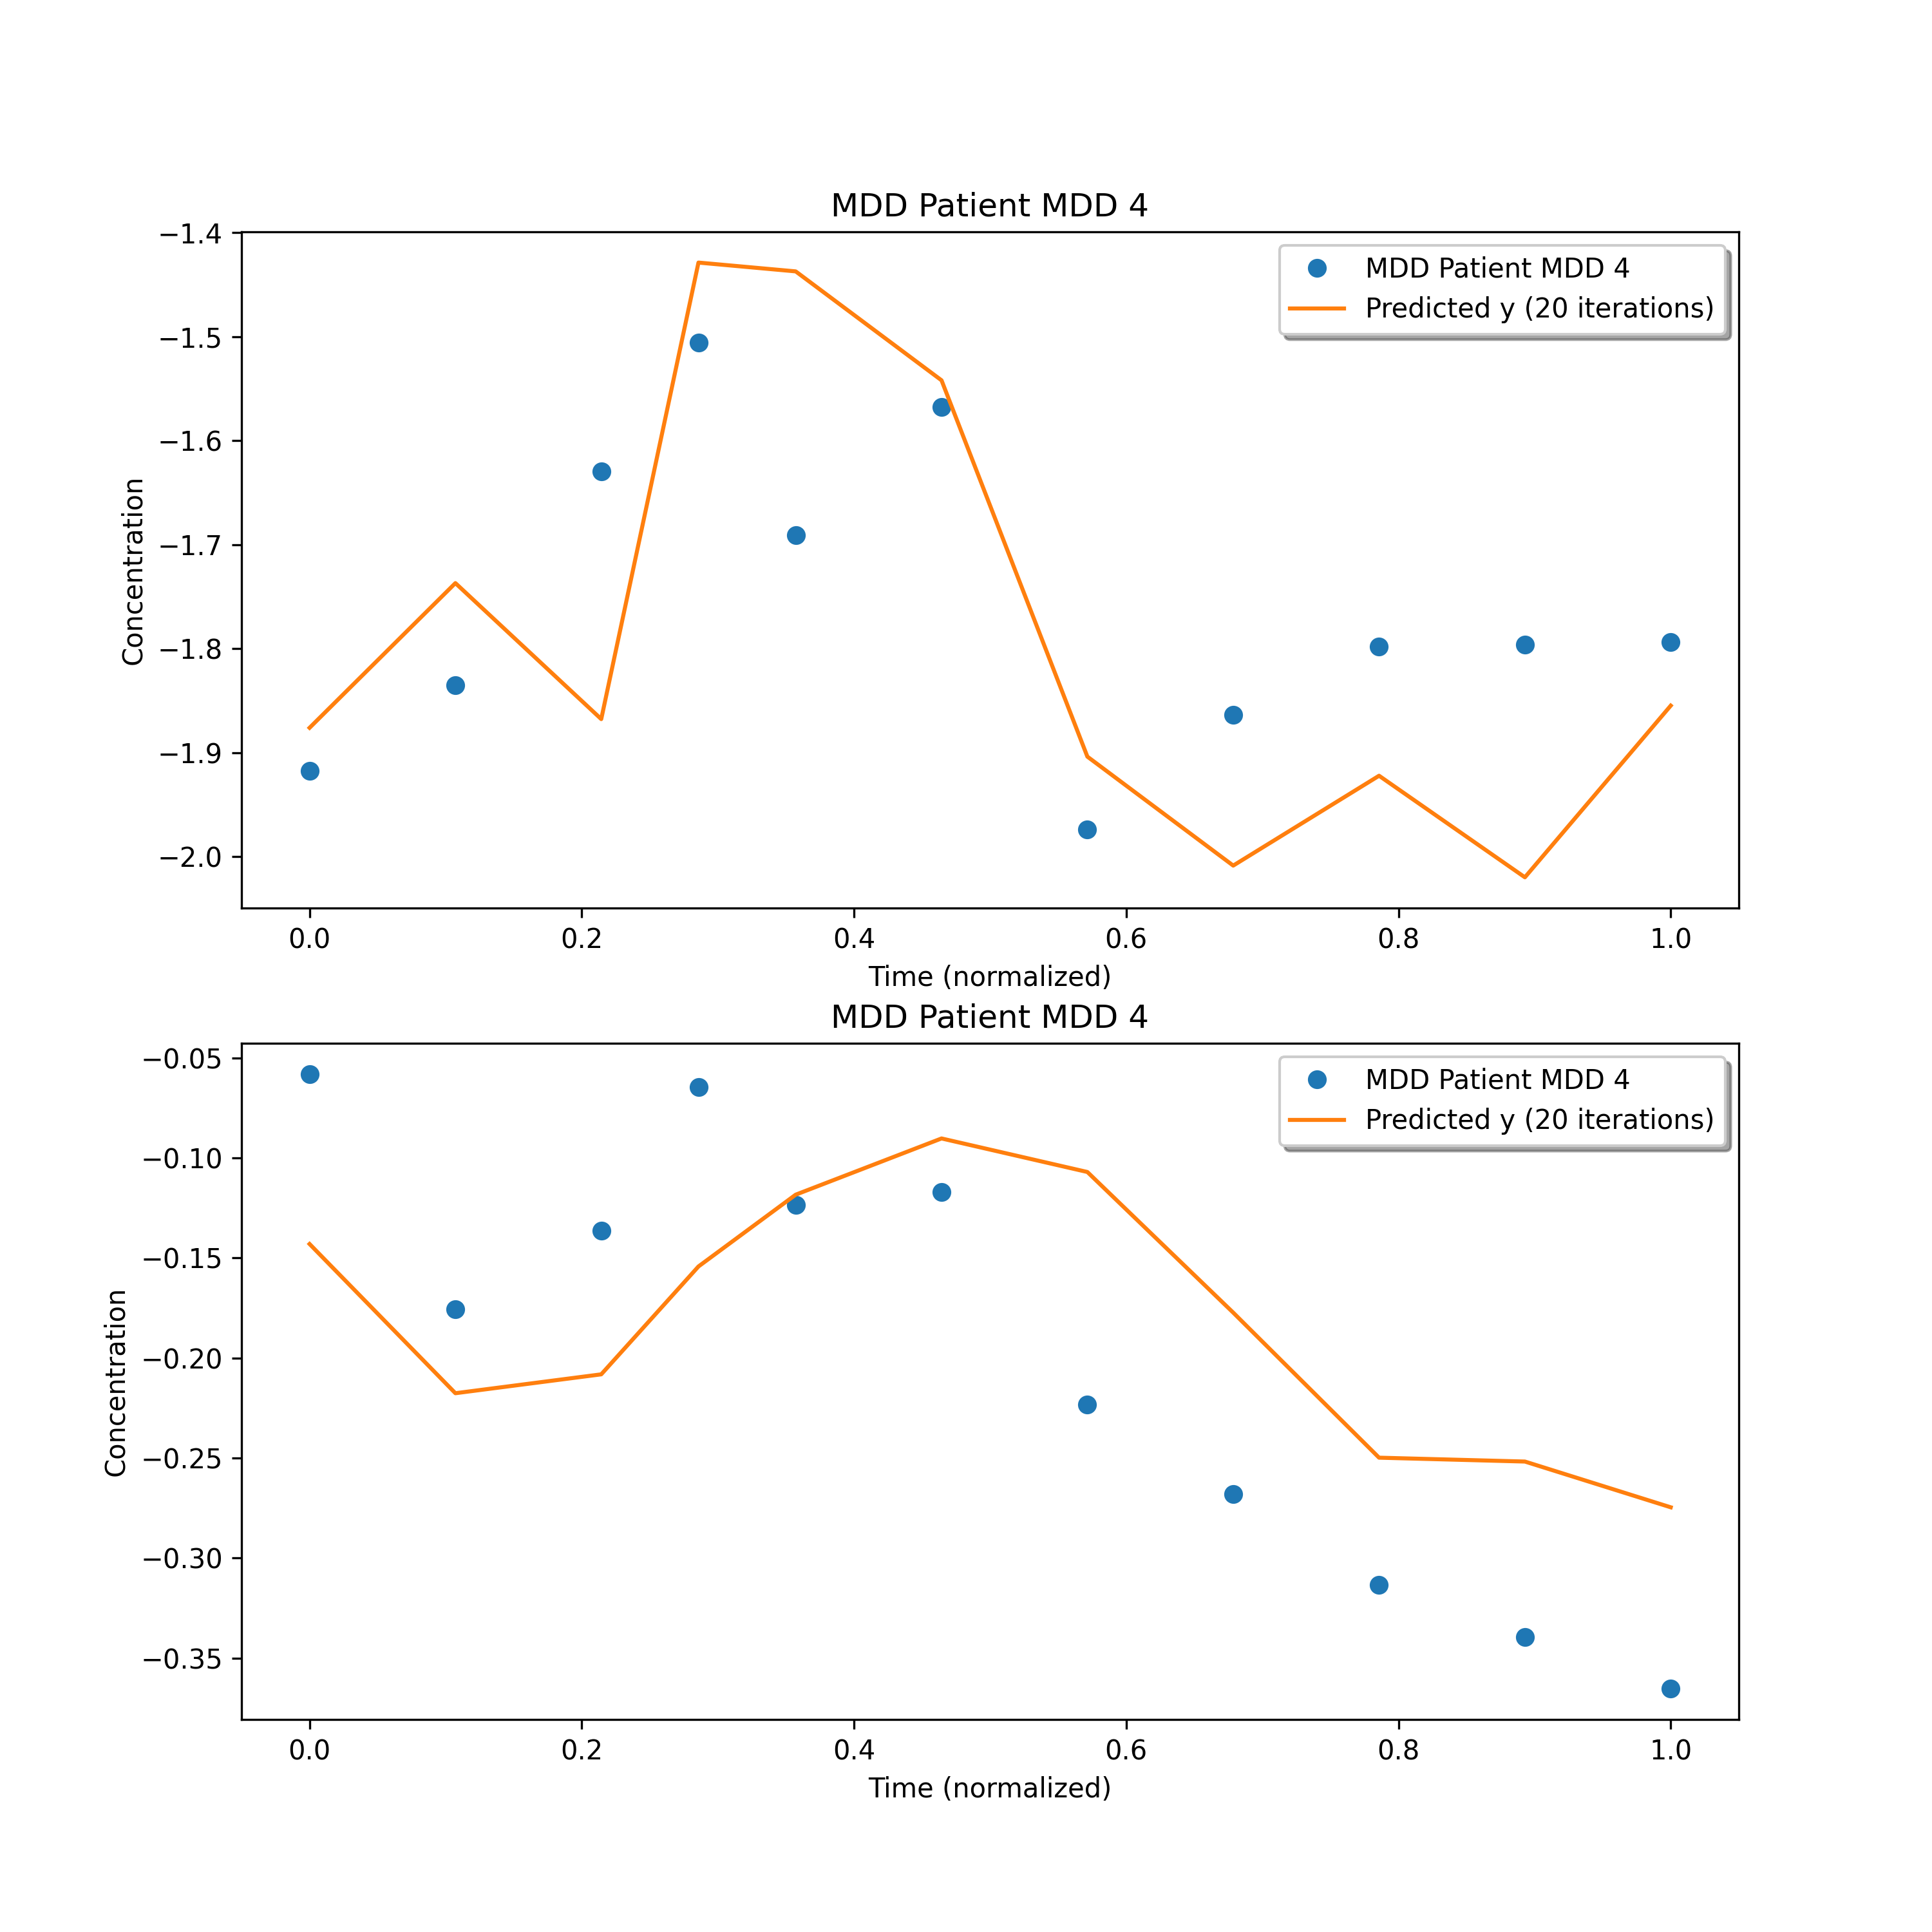 MDD Patient MDD 4
−1.4
−1.5
−1.6
−1.7
−1.8
−1.9
−2.0
Concentration
MDD Patient MDD 4
Predicted y (20 iterations)
0.0 0.2 0.4 0.6 0.8 1.0
Time (normalized)
MDD Patient MDD 4
−0.05
−0.10
−0.15
−0.20
−0.25
−0.30
−0.35
Concentration
MDD Patient MDD 4
Predicted y (20 iterations)
0.0 0.2 0.4 0.6 0.8 1.0
Time (normalized)